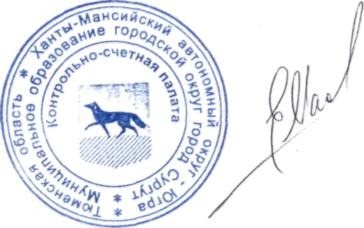 Тюменская область * Ханты-Мансийский автономный округ - Югра *
Муниципальное образование городской округ город Сургут *
Контрольно-счетная палата